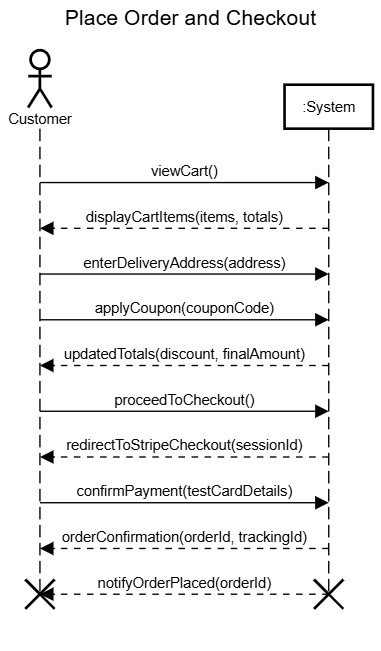 Place Order and Checkout
Customer
:System
viewCart()
displayCartItems(items, totals)
enterDeliveryAddress(address)
applyCoupon(couponCode)
updatedTotals(discount, finalAmount)
proceedToCheckout()
redirectToStripeCheckout(sessionId)
confirmPayment(testCardDetails)
orderConfirmation(orderId, trackingId)
notifyOrderPlaced(orderId)